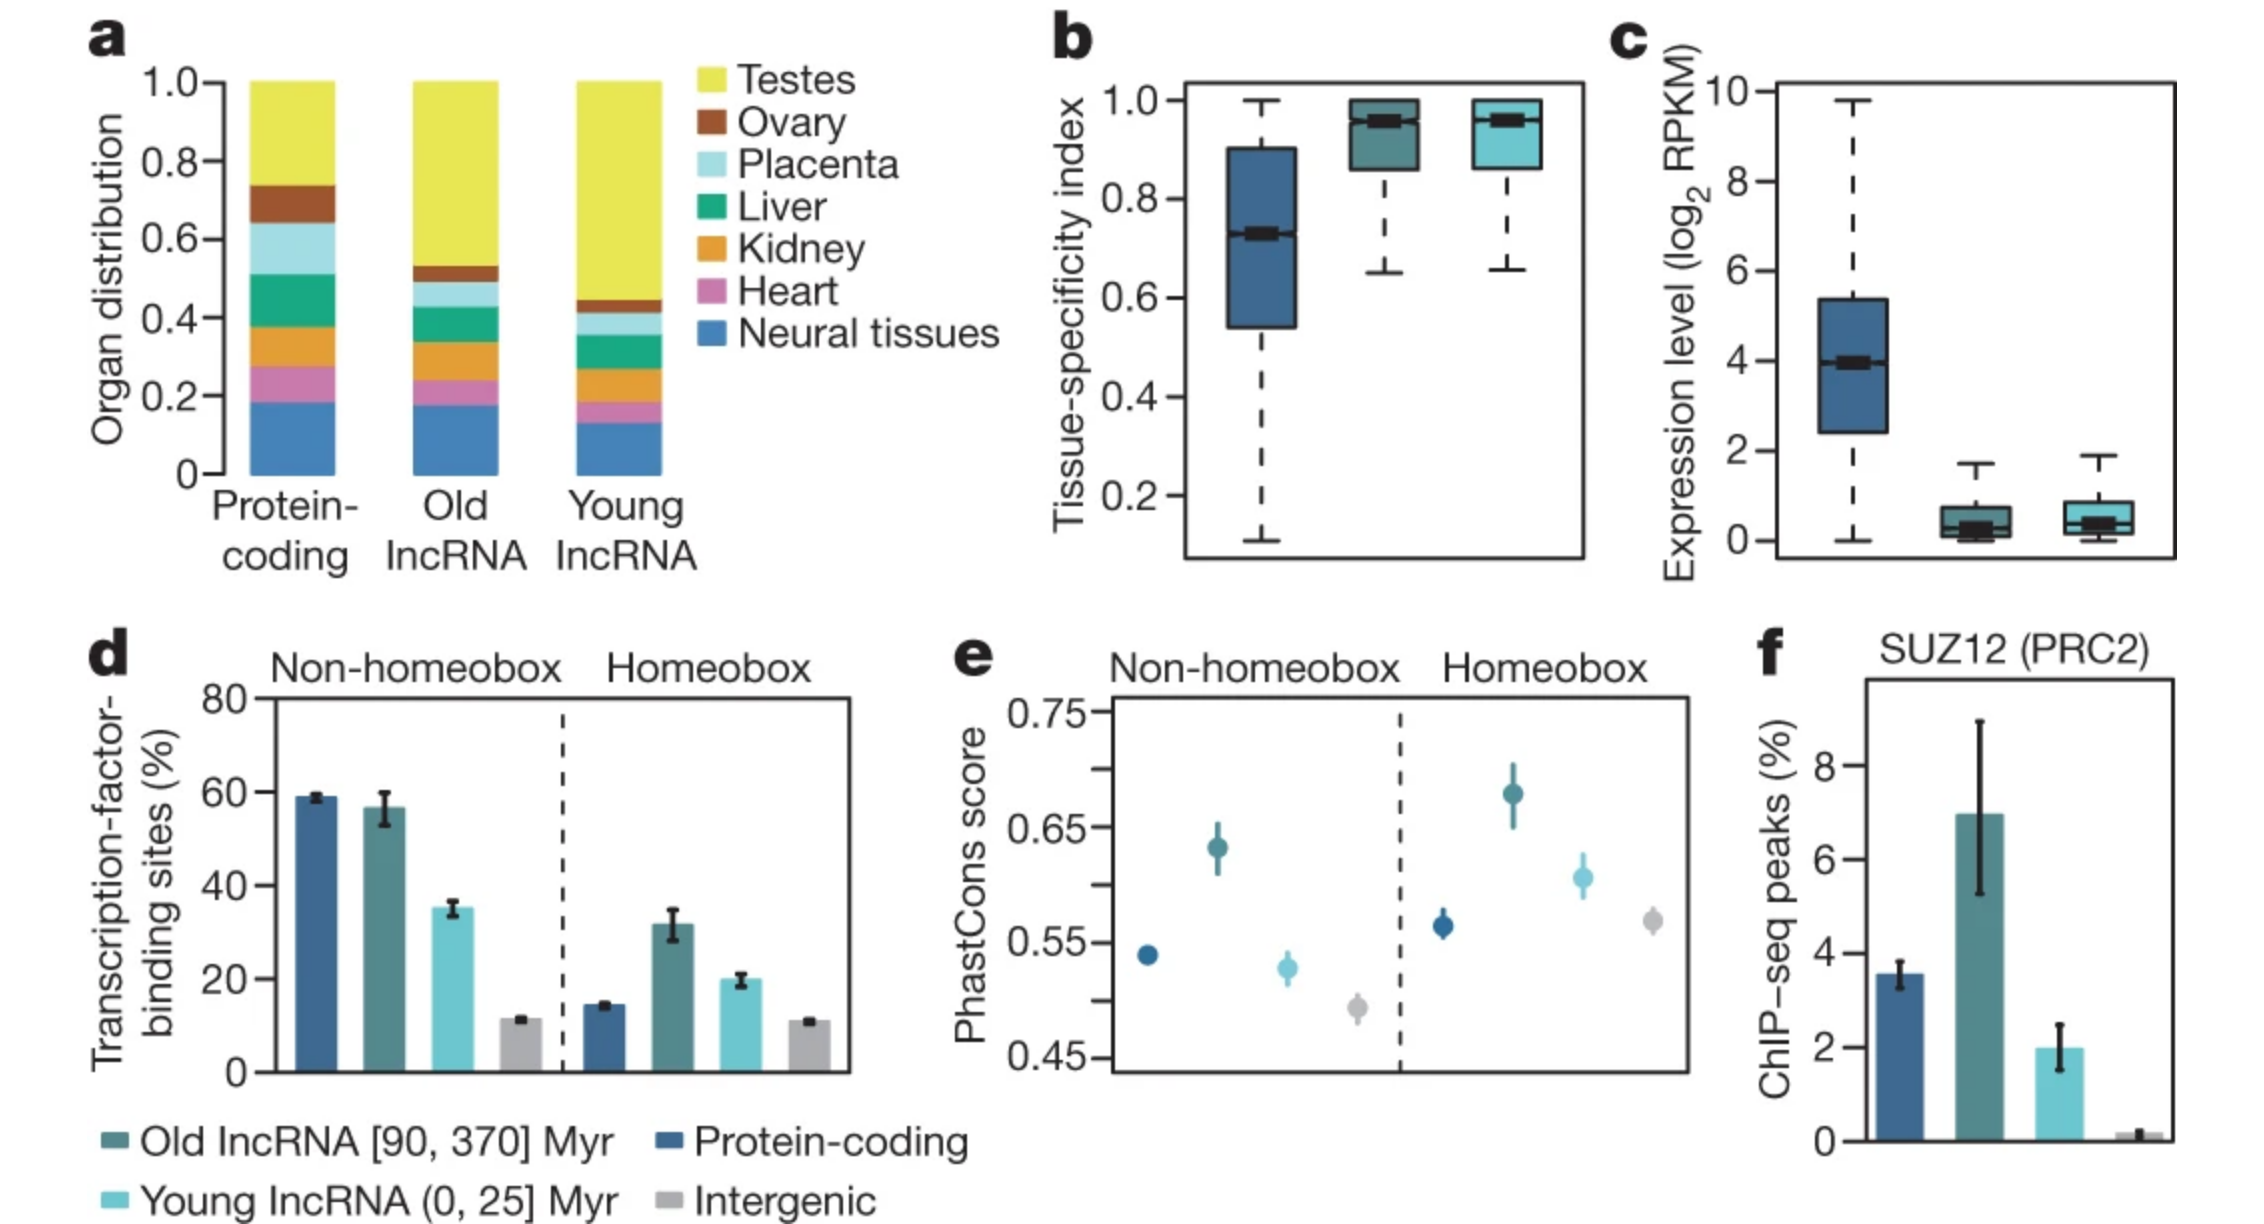 a
Organ distribution
1.0
0.8
0.6
0.4
0.2
0
Protein-
coding
Old
lncRNA
Young
lncRNA
Testes
Ovary
Placenta
Liver
Kidney
Heart
Neural tissues
b
Tissue-specificity index
1.0
0.8
0.6
0.4
0.2
c
Expression level (log2 RPKM)
10
8
6
4
2
0
d
Non-homeobox Homeobox
Transcription-factor-
binding sites (%)
80
60
40
20
0
e
Non-homeobox Homeobox
PhastCons score
0.75
0.65
0.55
0.45
f
SUZ12 (PRC2)
ChIP–seq peaks (%)
8
6
4
2
0
Old lncRNA [90, 370] Myr
Protein-coding
Young lncRNA (0, 25] Myr
Intergenic